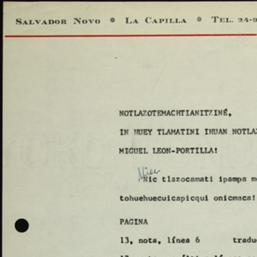 SALVADOR NOVO * LA CAPILLA * TEL. 24-
NOTLAZOTEMACHTIANITZINÉ,
IN HUEY TLAMATINI IHUAN NOTLAZ
MIGUEL LEON-PORTILLA!
Nic tlazocamati ipampa m
tohuehuecuicapicqui onicmaca!
PAGINA
13, nota, línea 6 tradu